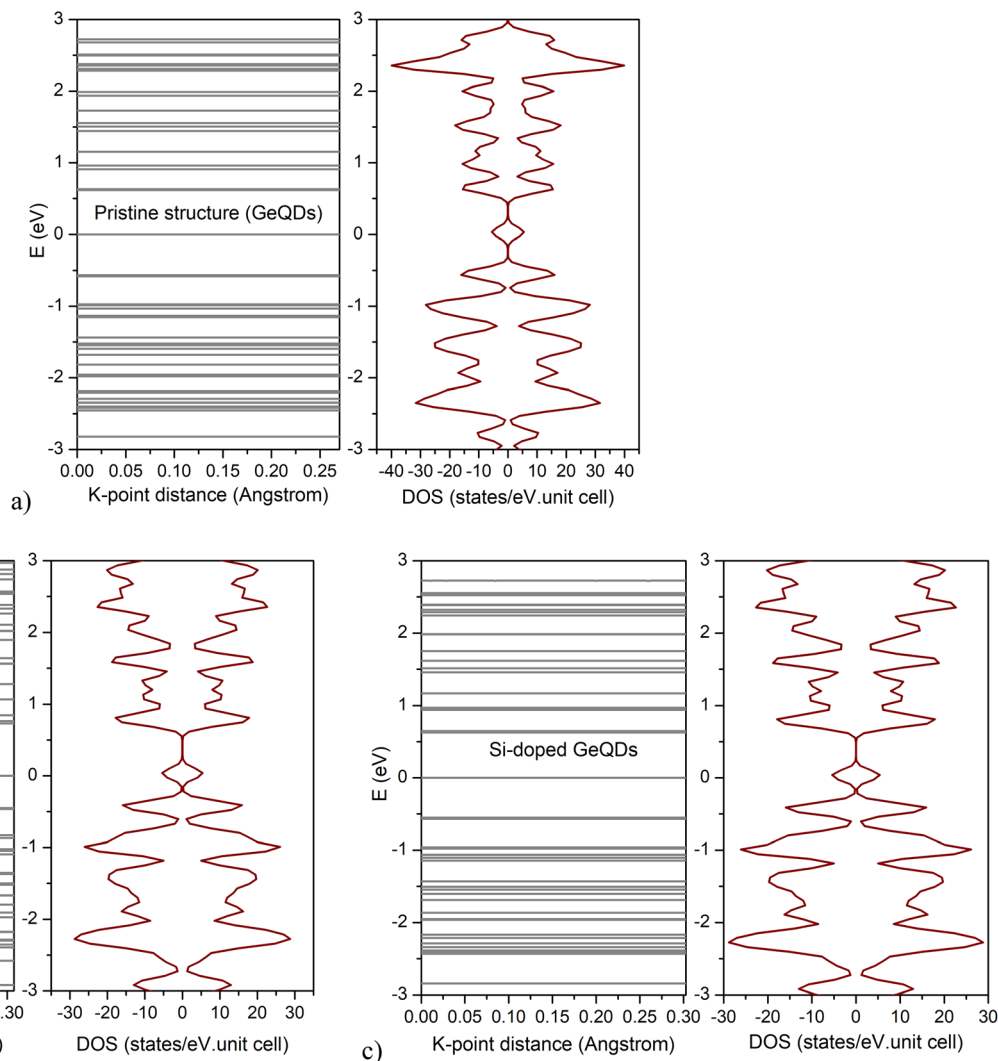 3
2
1
0
-1
-2
-3
E (eV)
Pristine structure (GeQDs)
0.00 0.05 0.10 0.15 0.20 0.25
K-point distance (Angstrom)
3
2
1
0
-1
-2
-3
-40 -30 -20 -10 0 10 20 30 40
DOS (states/eV.unit cell)
a)
.30
)
3
2
1
0
-1
-2
-3
-30 -20 -10 0 10 20 30
DOS (states/eV.unit cell)
3
2
1
0
-1
-2
-3
E (eV)
Si-doped GeQDs
0.00 0.05 0.10 0.15 0.20 0.25 0.30
K-point distance (Angstrom)
3
2
1
0
-1
-2
-3
-30 -20 -10 0 10 20 30
DOS (states/eV.unit cell)
c)